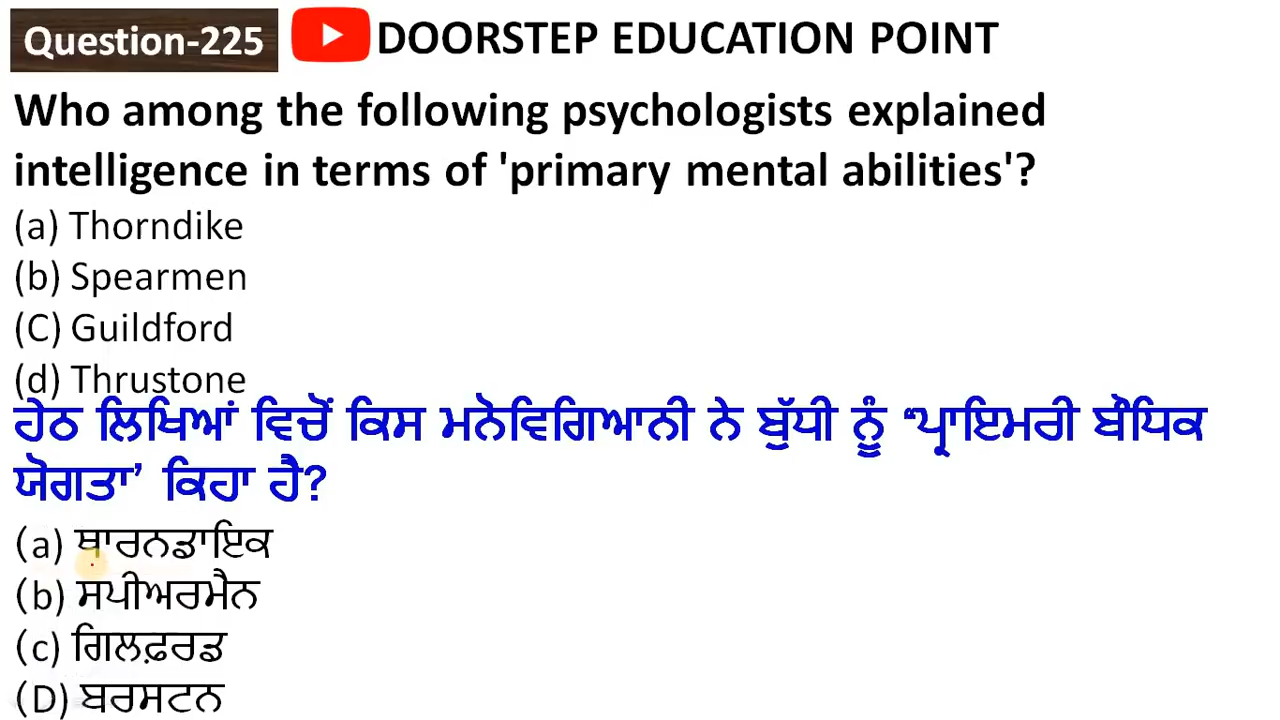 Question-225 DOORSTEP EDUCATION POINT
Who among the following psychologists explained
intelligence in terms of 'primary mental abilities'?
(a) Thorndike
(b) Spearmen
(C) Guildford
(d) Thrustone
ਹੇਠ ਲਿਖਿਆਂ ਵਿਚੋਂ ਕਿਸ ਮਨੋਵਿਗਿਆਨੀ ਨੇ ਬੁੱਧੀ ਨੂੰ ‘ਪ੍ਰਾਇਮਰੀ ਬੌਧਿਕ
ਯੋਗਤਾ’ ਕਿਹਾ ਹੈ?
(a) ਥਾਰਨਡਾਇਕ
(b) ਸਪੀਅਰਮੈਨ
(c) ਗਿਲਫ਼ਰਡ
(D) ਬਰਸਟਨ